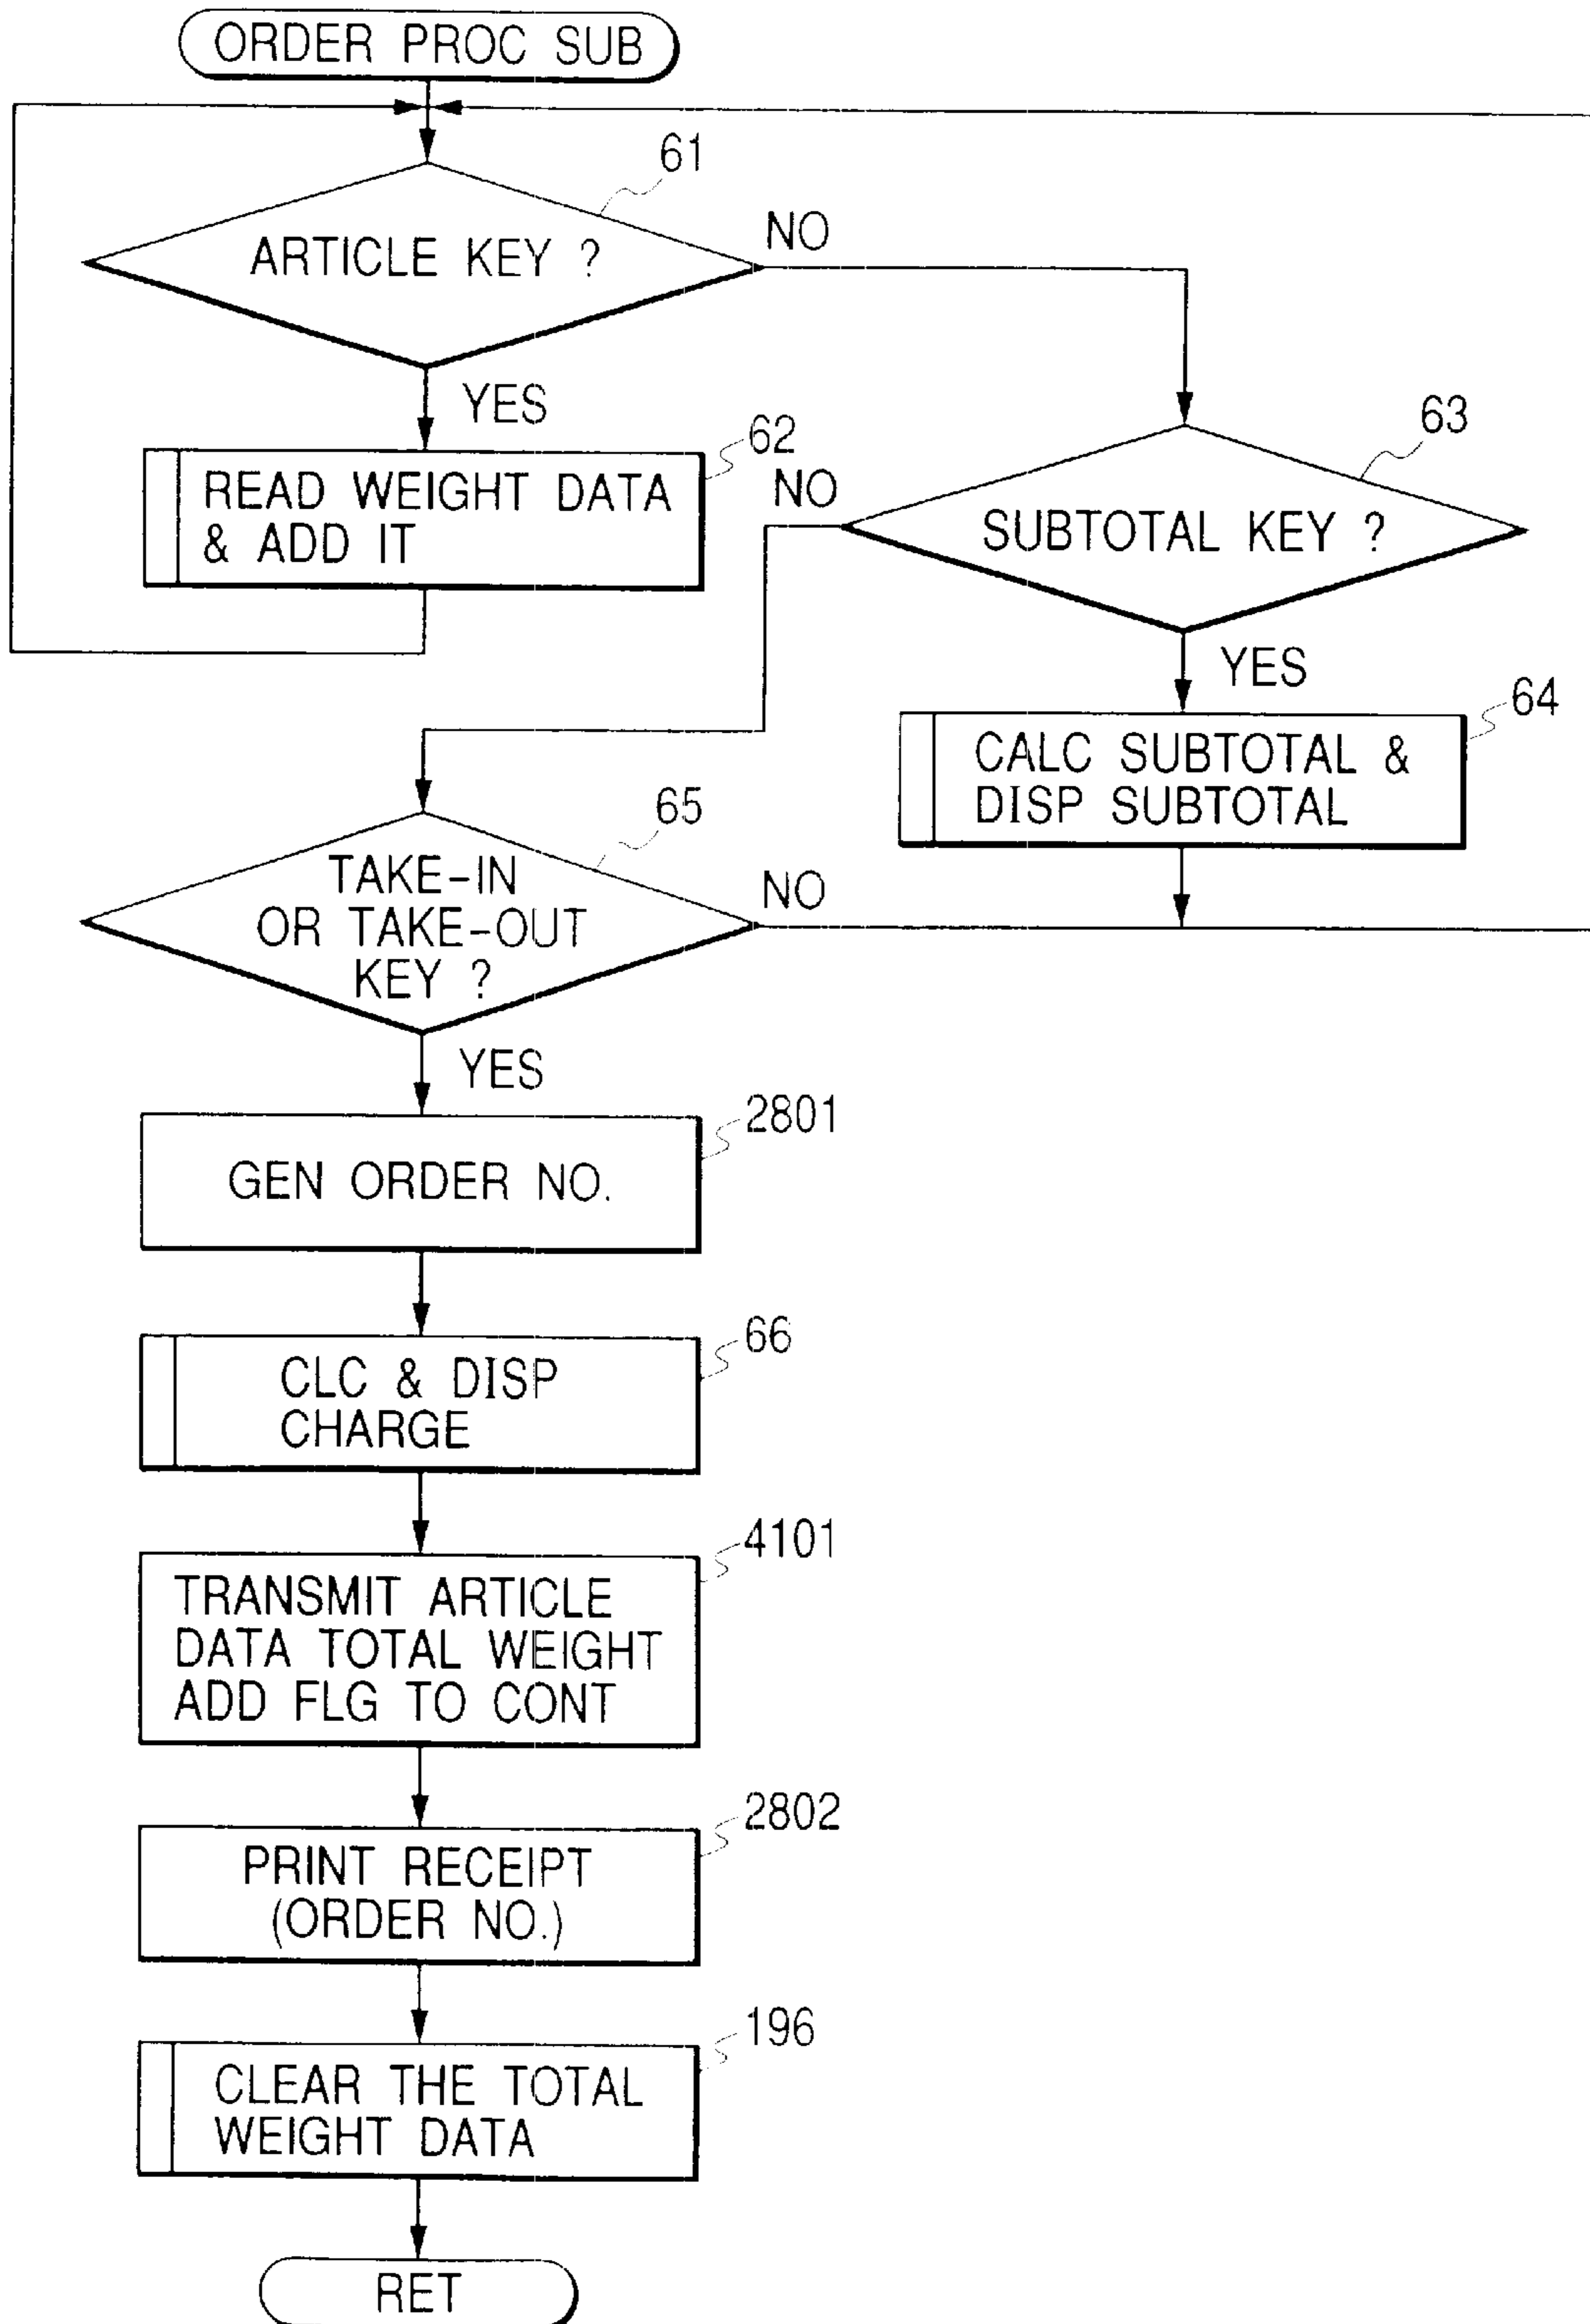 ORDER PROC SUB
61
ARTICLE KEY ?
NO
YES
62
READ WEIGHT DATA
& ADD IT
63
NO
SUBTOTAL KEY ?
YES
64
CALC SUBTOTAL &
DISP SUBTOTAL
65
TAKE-IN
OR TAKE-OUT
KEY ?
NO
YES
2801
GEN ORDER NO.
66
CLC & DISP
CHARGE
4101
TRANSMIT ARTICLE
DATA TOTAL WEIGHT
ADD FLG TO CONT
2802
PRINT RECEIPT
(ORDER NO.)
196
CLEAR THE TOTAL
WEIGHT DATA
RET